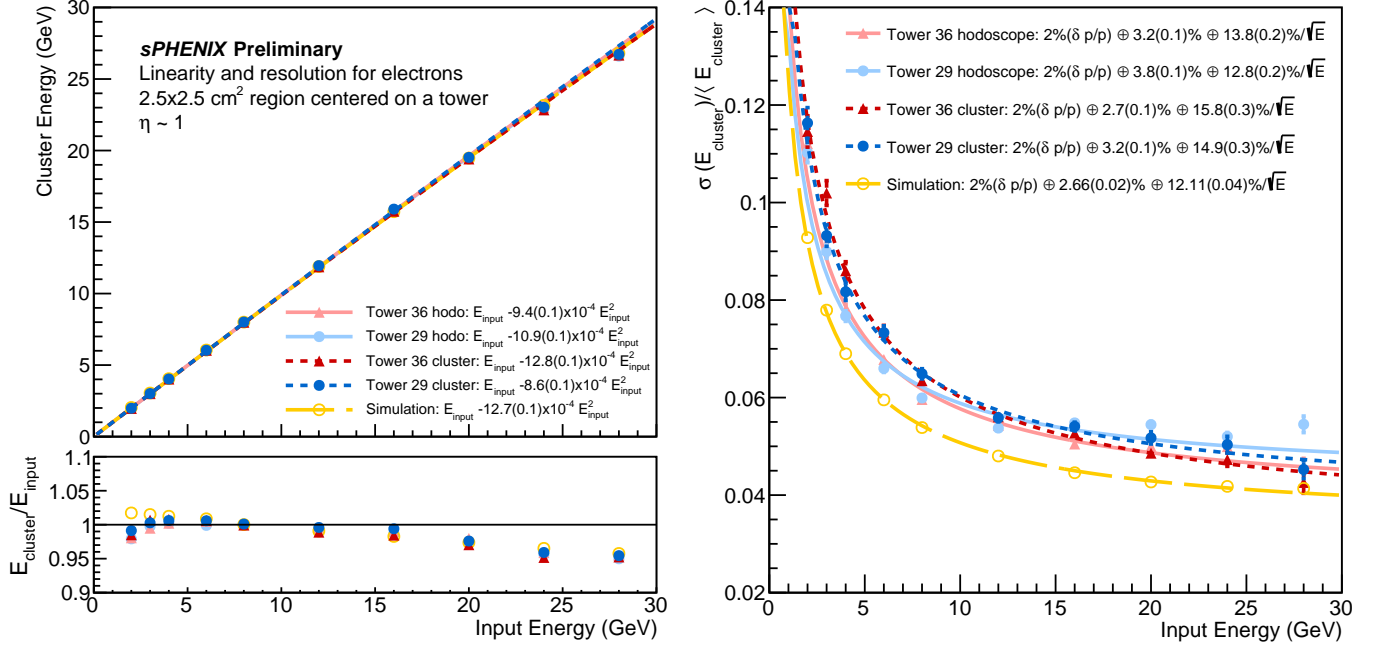 Cluster Energy (GeV)
30
25
20
15
10
5
0
sPHENIX Preliminary
Linearity and resolution for electrons
2.5x2.5 cm² region centered on a tower
η ~ 1
Tower 36 hodo: E_input -9.4(0.1)x10⁻⁴ E²_input
Tower 29 hodo: E_input -10.9(0.1)x10⁻⁴ E²_input
Tower 36 cluster: E_input -12.8(0.1)x10⁻⁴ E²_input
Tower 29 cluster: E_input -8.6(0.1)x10⁻⁴ E²_input
Simulation: E_input -12.7(0.1)x10⁻⁴ E²_input
E_cluster/E_input
1.1
1.05
1
0.95
0.9
0 5 10 15 20 25 30
Input Energy (GeV)
σ (E_cluster)/⟨ E_cluster ⟩
0.14
0.12
0.1
0.08
0.06
0.04
0.02
Tower 36 hodoscope: 2%(δ p/p) ⊕ 3.2(0.1)% ⊕ 13.8(0.2)%/√E
Tower 29 hodoscope: 2%(δ p/p) ⊕ 3.8(0.1)% ⊕ 12.8(0.2)%/√E
Tower 36 cluster: 2%(δ p/p) ⊕ 2.7(0.1)% ⊕ 15.8(0.3)%/√E
Tower 29 cluster: 2%(δ p/p) ⊕ 3.2(0.1)% ⊕ 14.9(0.3)%/√E
Simulation: 2%(δ p/p) ⊕ 2.66(0.02)% ⊕ 12.11(0.04)%/√E
0 5 10 15 20 25 30
Input Energy (GeV)